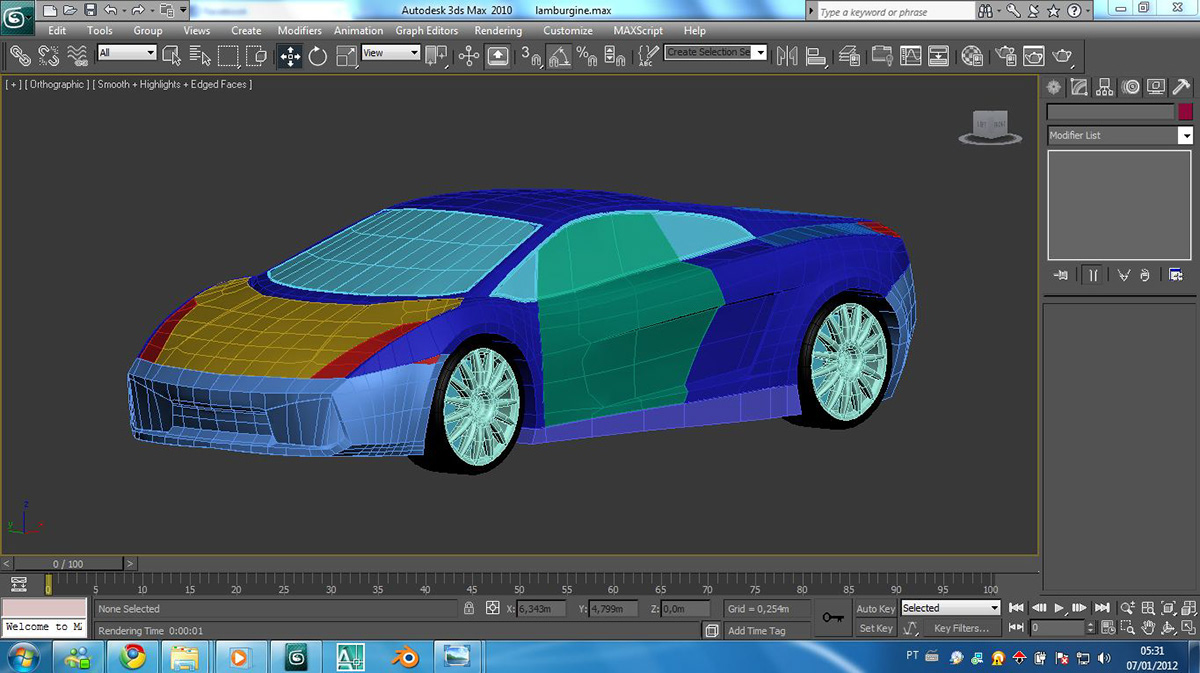 Autodesk 3ds Max 2010 lamburgine.max
Type a keyword or phrase
Edit Tools Group Views Create Modifiers Animation Graph Editors Rendering Customize MAXScript Help
All View 3 % ABC Create Selection Se
[ + ] [ Orthographic ] [ Smooth + Highlights + Edged Faces ]
Modifier List
z
y x
< 0 / 100 >
0 5 10 15 20 25 30 35 40 45 50 55 60 65 70 75 80 85 90 95 100
None Selected X: 6,343m Y: 4,799m Z: 0,0m Grid = 0,254m Auto Key Selected
Welcome to M
Rendering Time 0:00:01 Add Time Tag Set Key Key Filters... 0
PT 05:31
07/01/2012